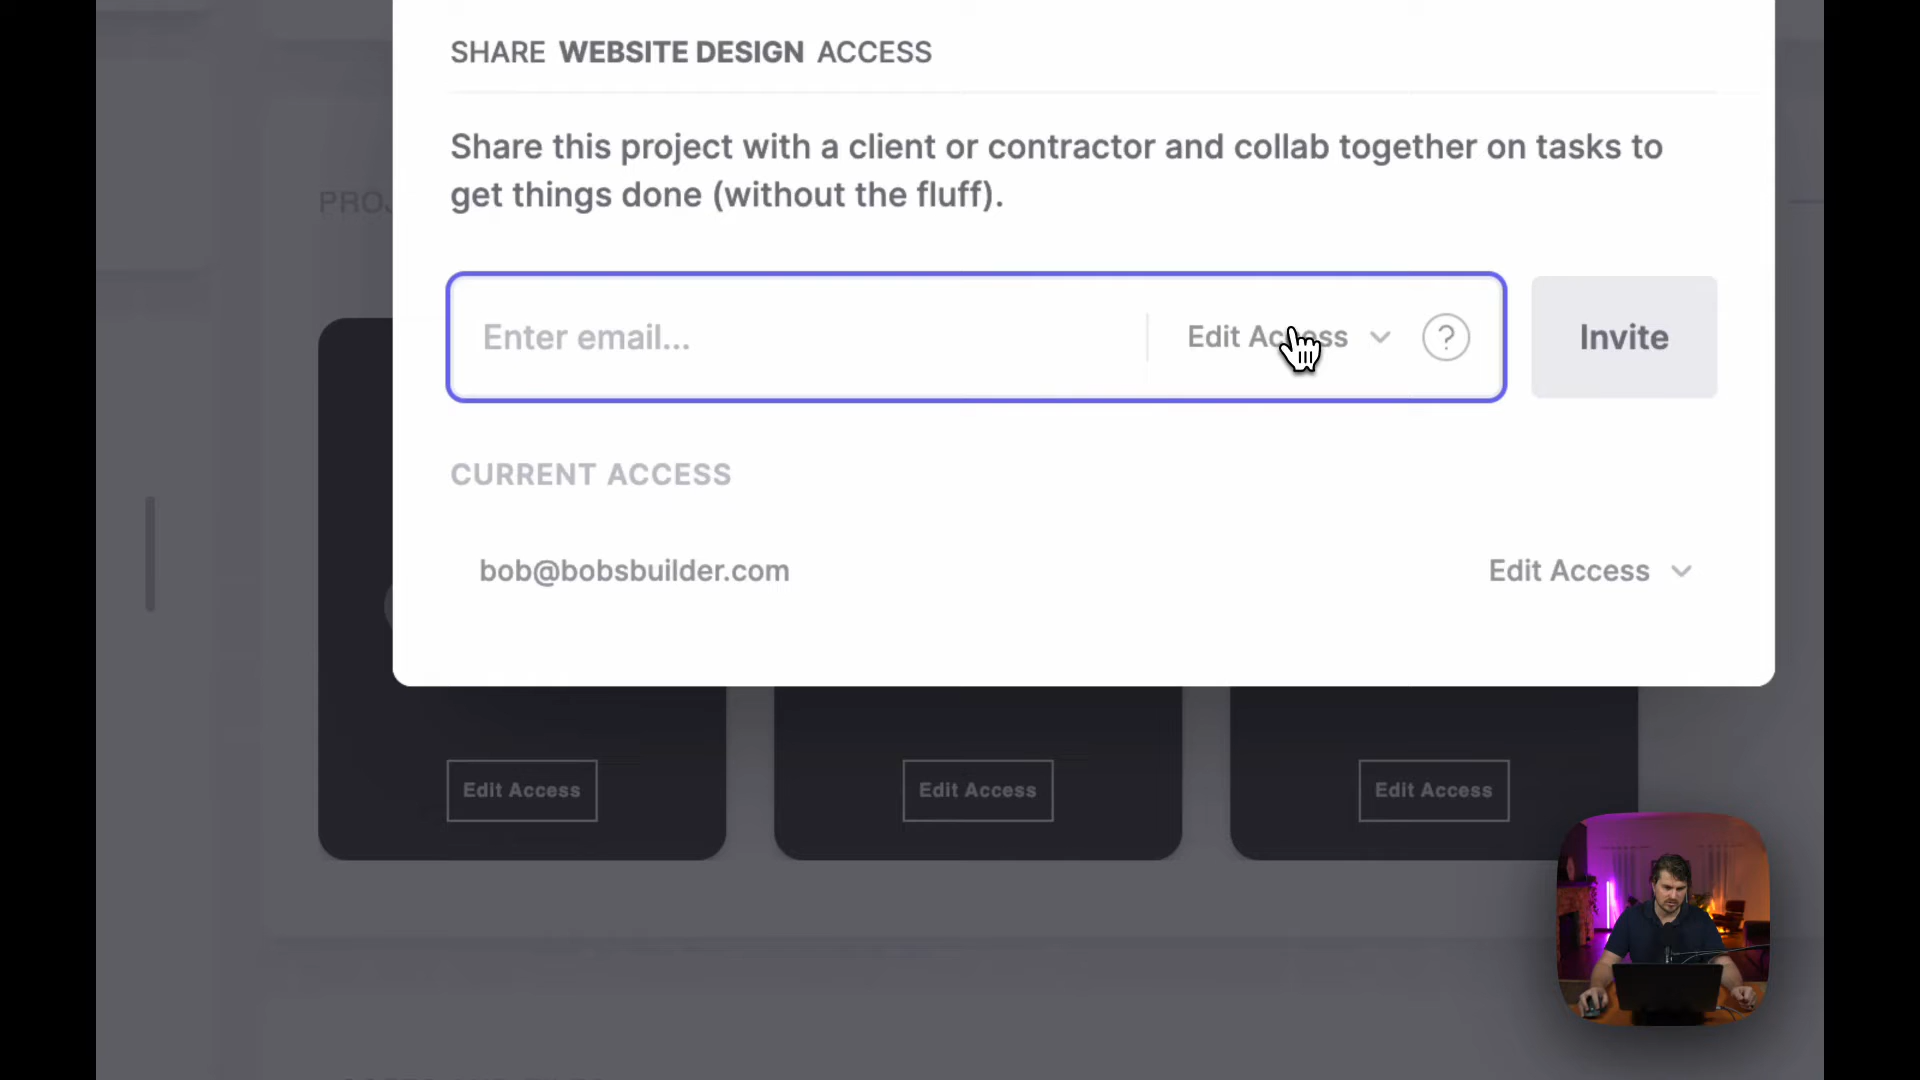 SHARE WEBSITE DESIGN ACCESS
Share this project with a client or contractor and collab together on tasks to
get things done (without the fluff).
PROJ
Enter email...
Edit Access
?
Invite
CURRENT ACCESS
bob@bobsbuilder.com
Edit Access
Edit Access
Edit Access
Edit Access